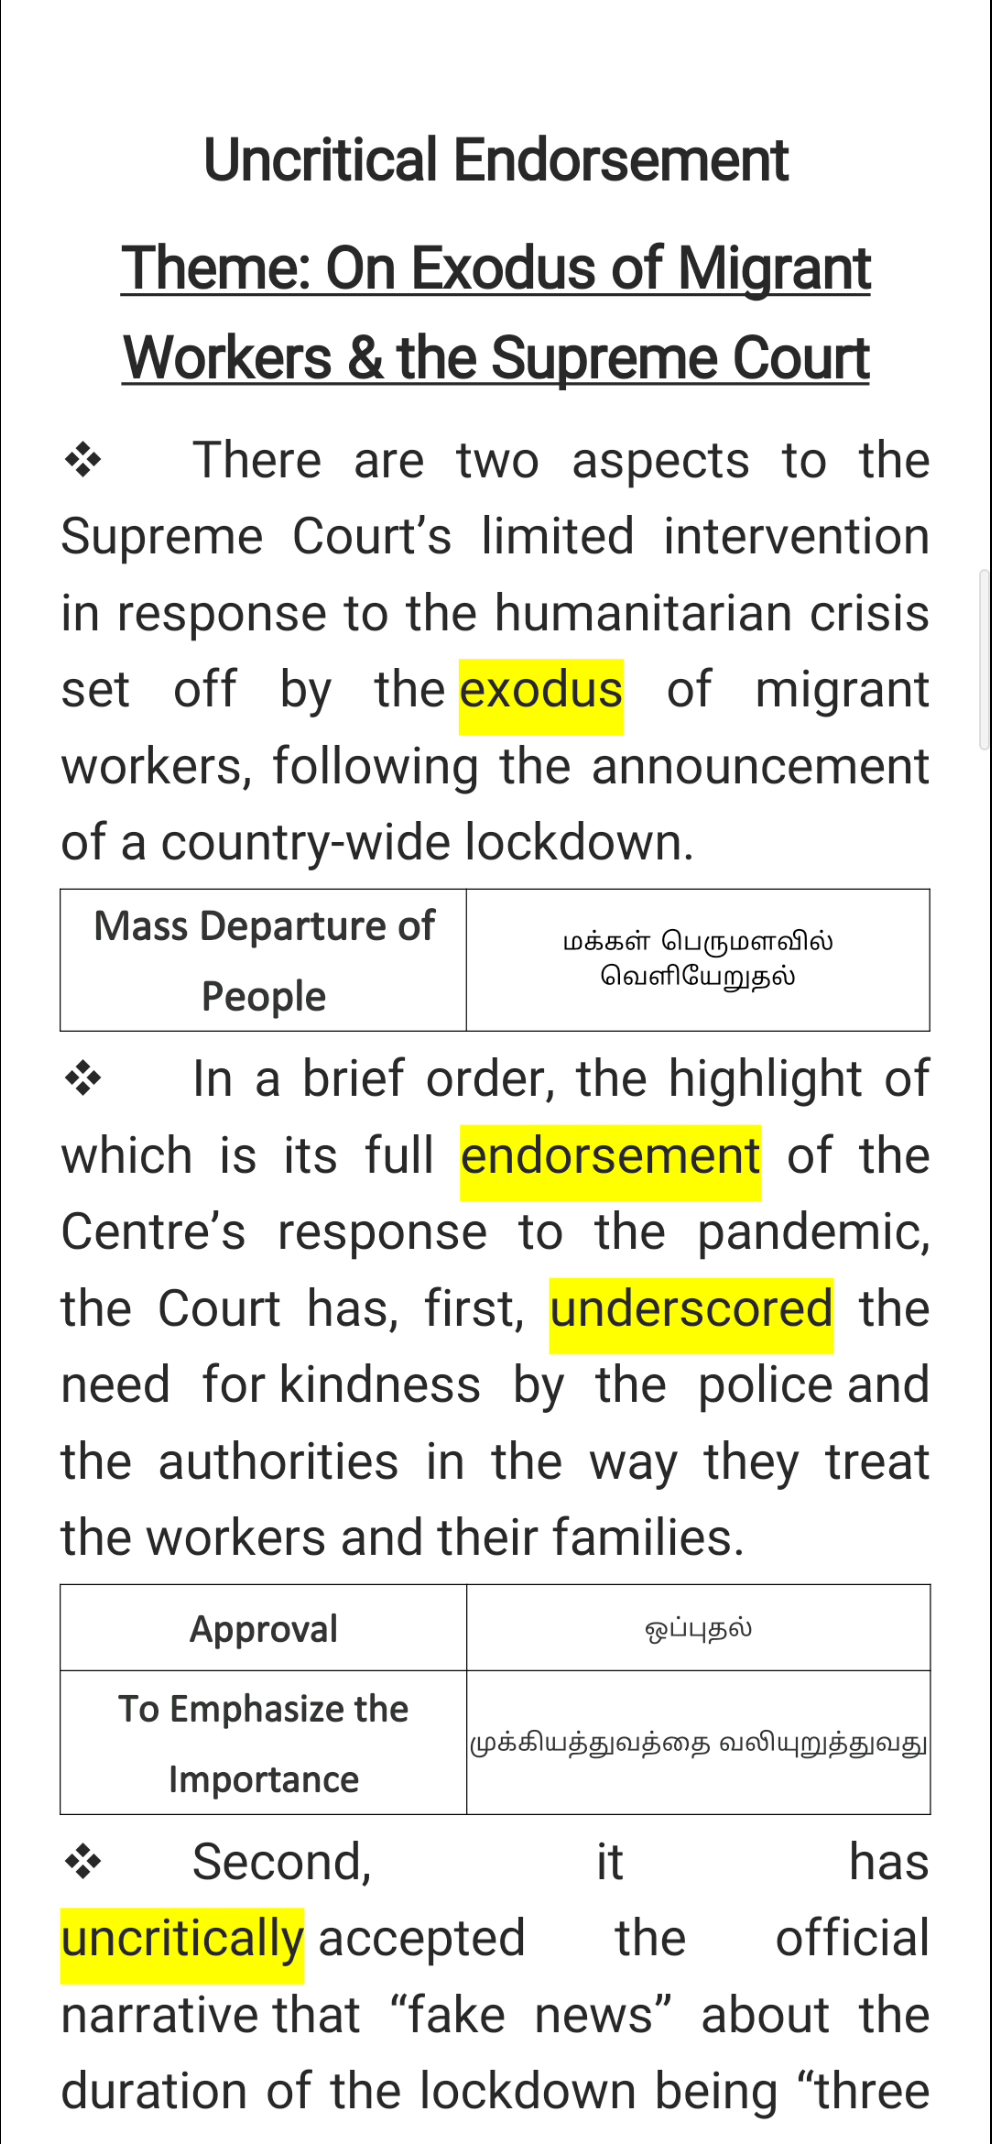 Uncritical Endorsement
Theme: On Exodus of Migrant
Workers & the Supreme Court
❖ There are two aspects to the
Supreme Court’s limited intervention
in response to the humanitarian crisis
set off by the exodus of migrant
workers, following the announcement
of a country-wide lockdown.
Mass Departure of
People
மக்கள் பெருமளவில்
வெளியேறுதல்
❖ In a brief order, the highlight of
which is its full endorsement of the
Centre’s response to the pandemic,
the Court has, first, underscored the
need for kindness by the police and
the authorities in the way they treat
the workers and their families.
Approval
ஒப்புதல்
To Emphasize the
Importance
முக்கியத்துவத்தை வலியுறுத்துவது
❖ Second, it has
uncritically accepted the official
narrative that “fake news” about the
duration of the lockdown being “three